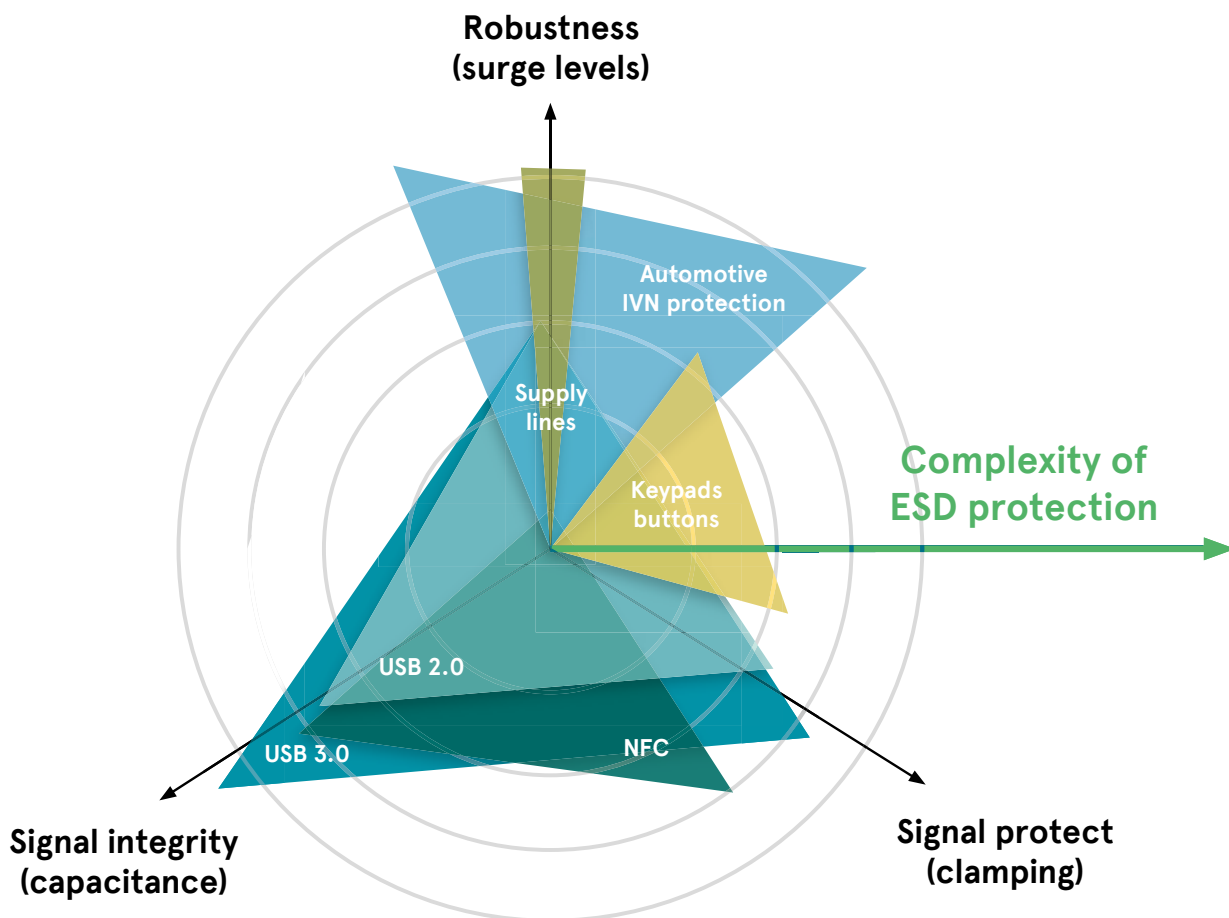 Robustness
(surge levels)
Automotive
IVN protection
Supply
lines
Complexity of
ESD protection
Keypads
buttons
USB 2.0
USB 3.0
NFC
Signal integrity
(capacitance)
Signal protect
(clamping)